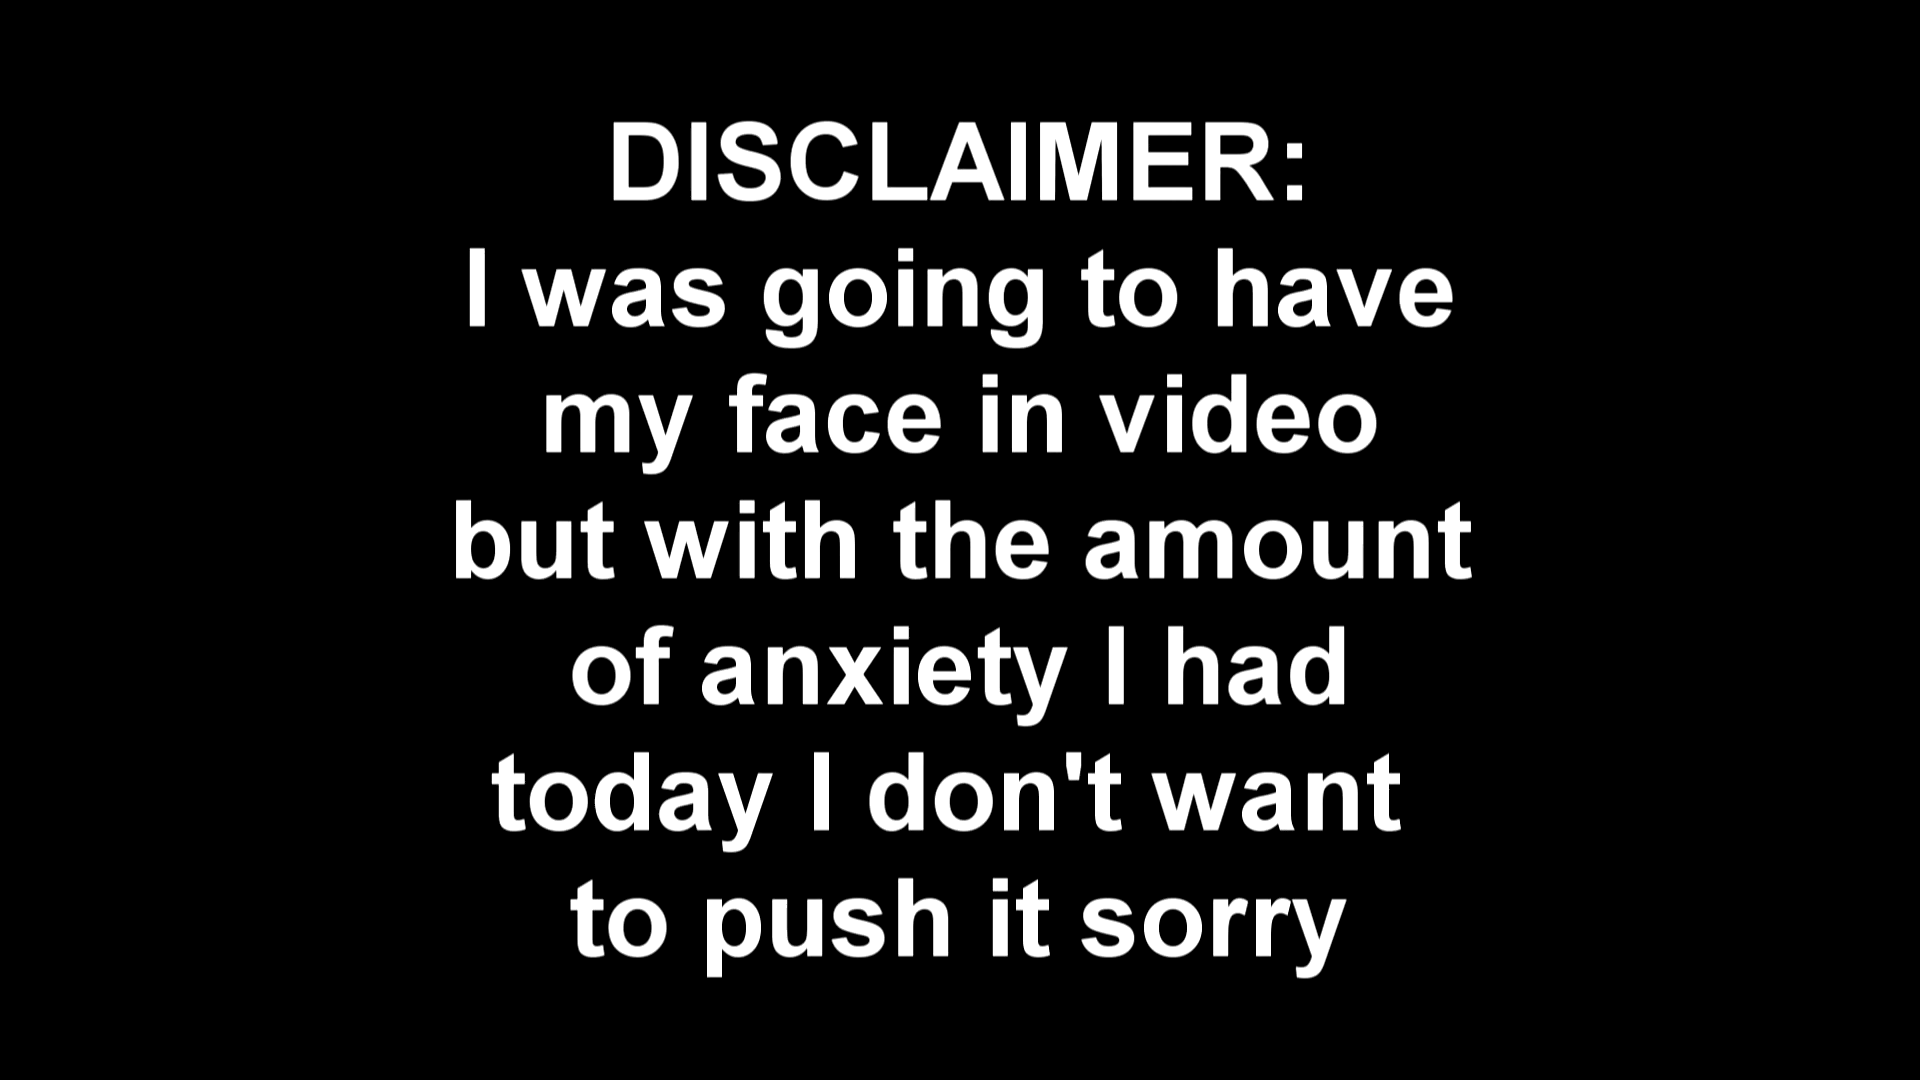 DISCLAIMER:
I was going to have
my face in video
but with the amount
of anxiety I had
today I don't want
to push it sorry